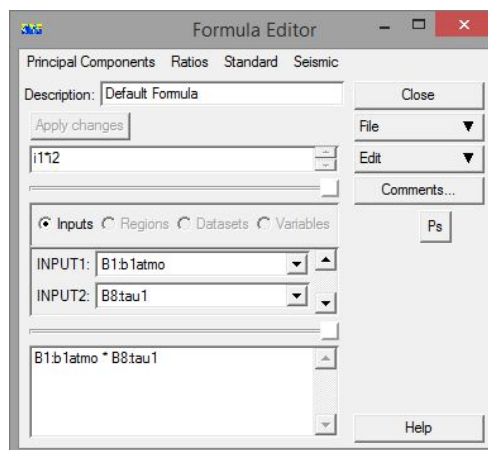 Formula Editor
Principal Components Ratios Standard Seismic
Description: Default Formula
Close
Apply changes
File
i1*i2
Edit
Comments...
Inputs Regions Datasets Variables
Ps
INPUT1: B1:b1atmo
INPUT2: B8:tau1
B1:b1atmo * B8:tau1
Help